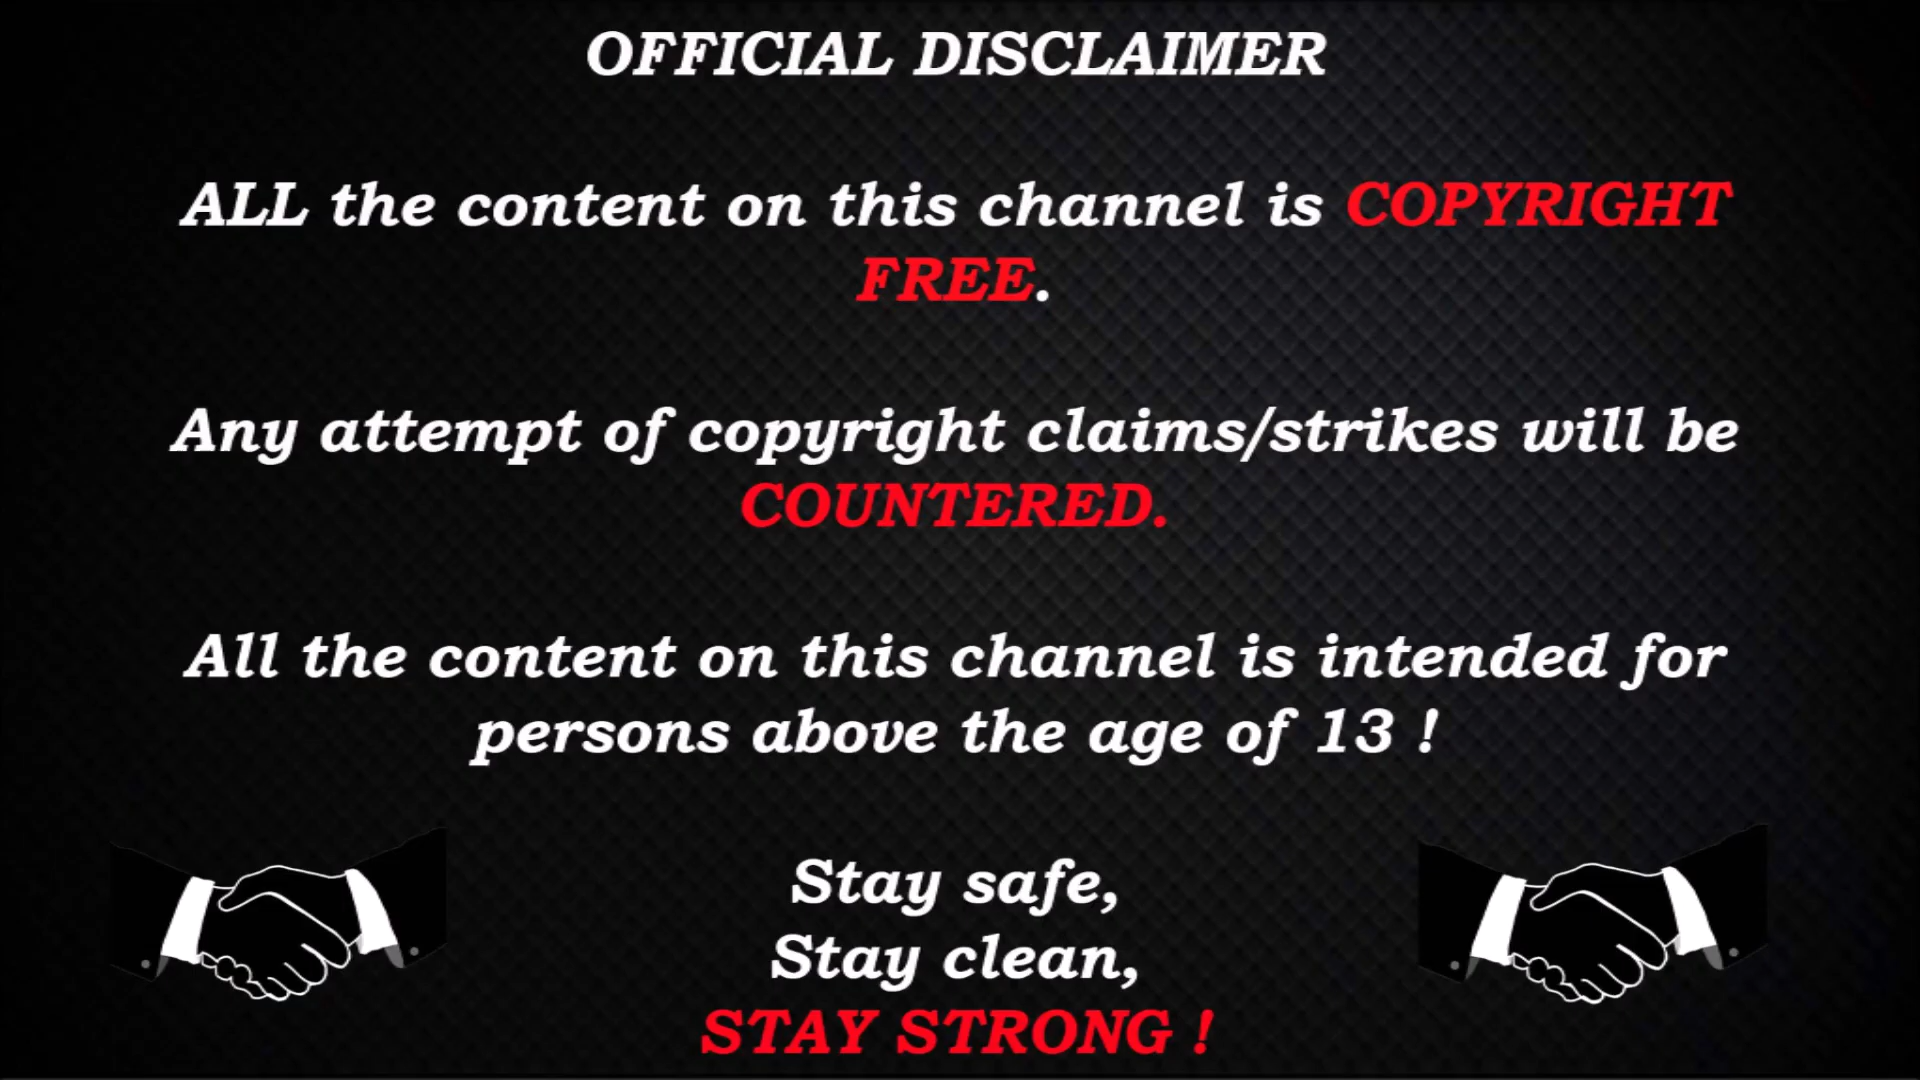 OFFICIAL DISCLAIMER
ALL the content on this channel is COPYRIGHT
FREE.
Any attempt of copyright claims/strikes will be
COUNTERED.
All the content on this channel is intended for
persons above the age of 13 !
Stay safe,
Stay clean,
STAY STRONG !